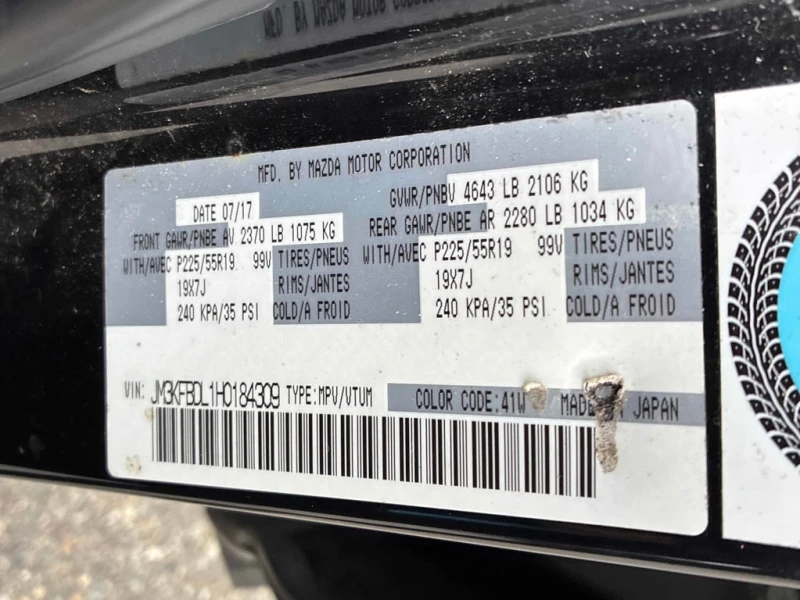 MFD. BY MAZDA MOTOR CORPORATION
DATE 07/17 GVWR/PNBV 4643 LB 2106 KG
FRONT GAWR/PNBE AV 2370 LB 1075 KG REAR GAWR/PNBE AR 2280 LB 1034 KG
WITH/AVEC P225/55R19 99V TIRES/PNEUS WITH/AVEC P225/55R19 99V TIRES/PNEUS
19X7J RIMS/JANTES 19X7J RIMS/JANTES
240 KPA/35 PSI COLD/A FROID 240 KPA/35 PSI COLD/A FROID
VIN: JM3KFBDL1H0184309 TYPE:MPV/VTUM COLOR CODE:41W MADE IN JAPAN